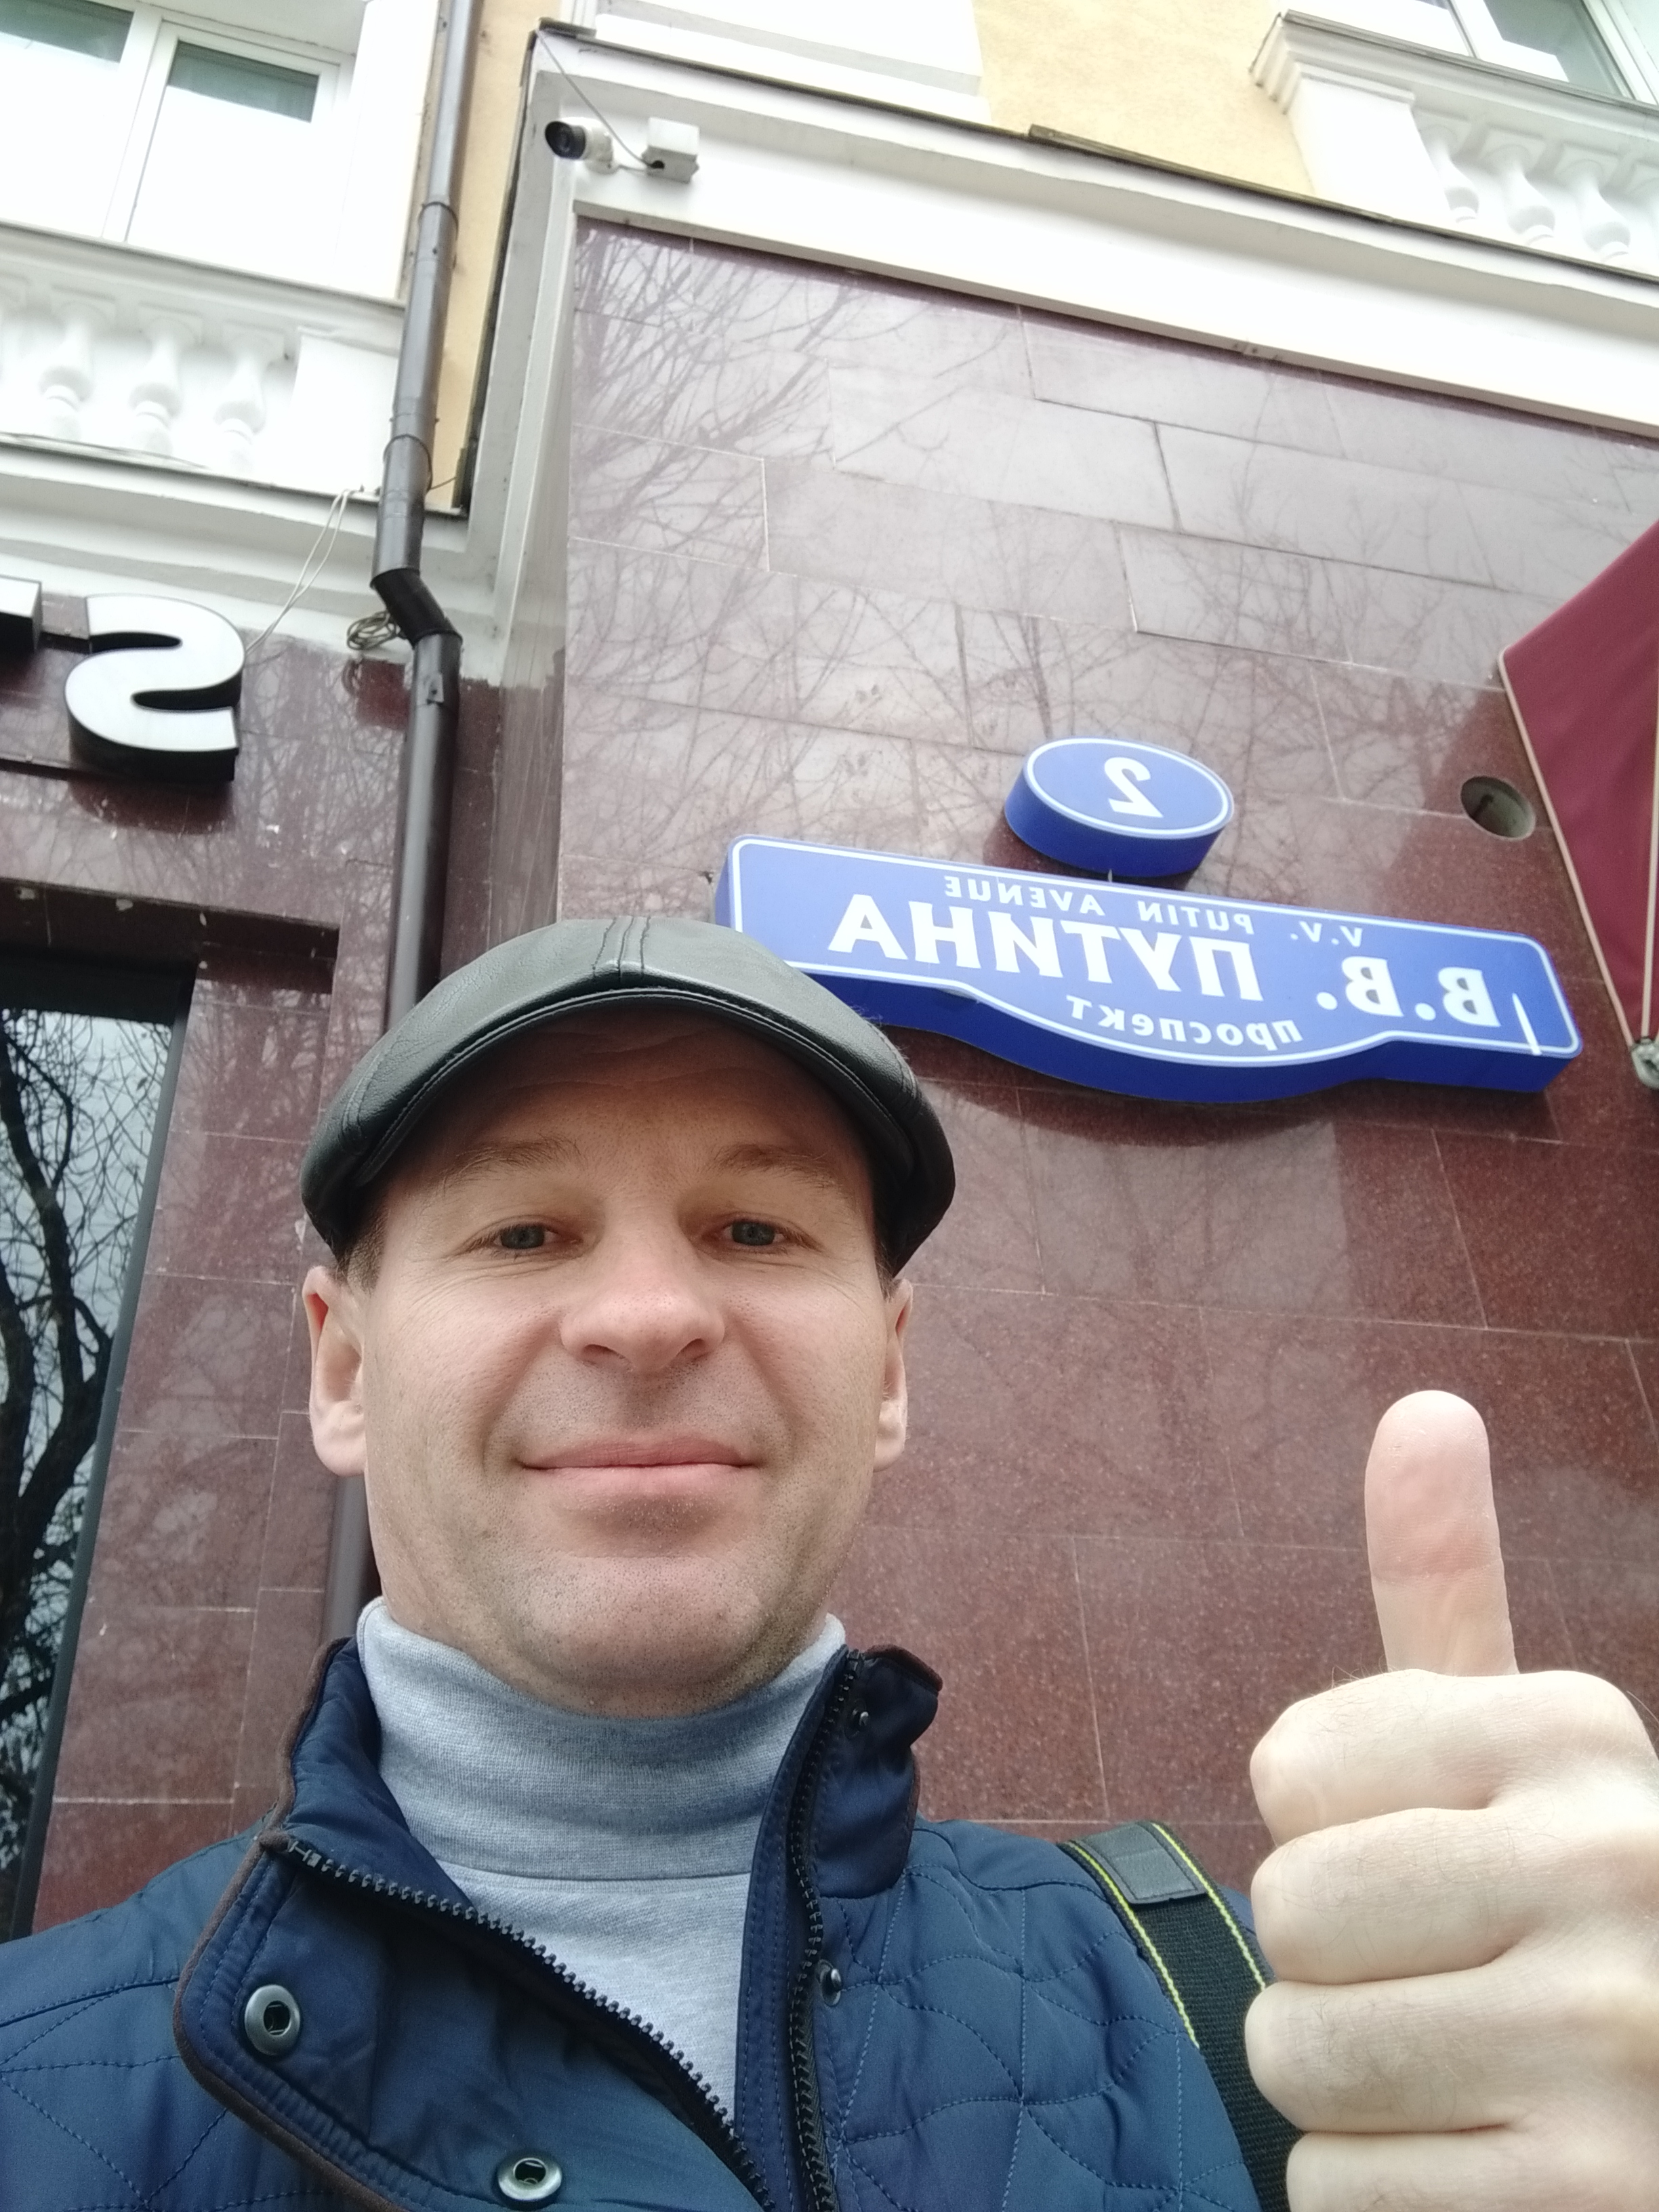 S
2
V.V. PUTIN AVENUE
В.В. ПУТИНА
проспект